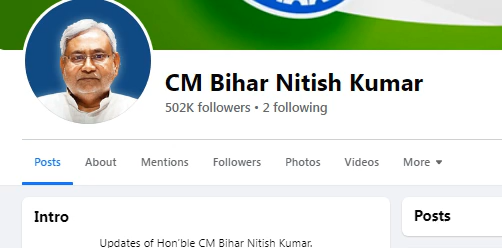 CM Bihar Nitish Kumar
502K followers • 2 following
Posts About Mentions Followers Photos Videos More
Intro
Posts
Updates of Hon'ble CM Bihar Nitish Kumar.